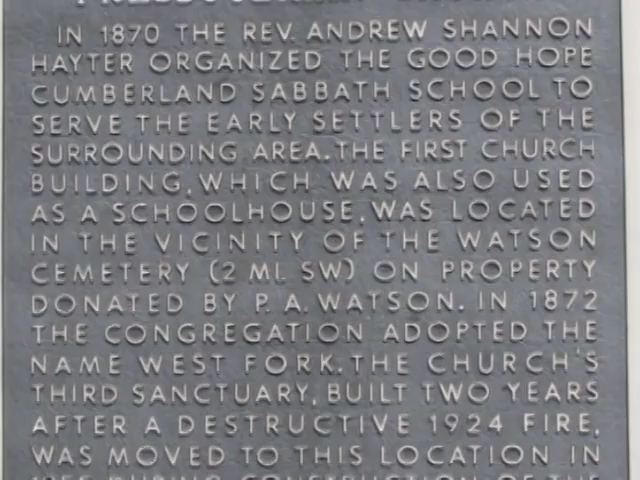 IN 1870 THE REV. ANDREW SHANNON
HAYTER ORGANIZED THE GOOD HOPE
CUMBERLAND SABBATH SCHOOL TO
SERVE THE EARLY SETTLERS OF THE
SURROUNDING AREA. THE FIRST CHURCH
BUILDING, WHICH WAS ALSO USED
AS A SCHOOLHOUSE, WAS LOCATED
IN THE VICINITY OF THE WATSON
CEMETERY (2 MI. SW) ON PROPERTY
DONATED BY P. A. WATSON. IN 1872
THE CONGREGATION ADOPTED THE
NAME WEST FORK. THE CHURCH'S
THIRD SANCTUARY, BUILT TWO YEARS
AFTER A DESTRUCTIVE 1924 FIRE,
WAS MOVED TO THIS LOCATION IN
DURING CONSTRUCTION OF THE